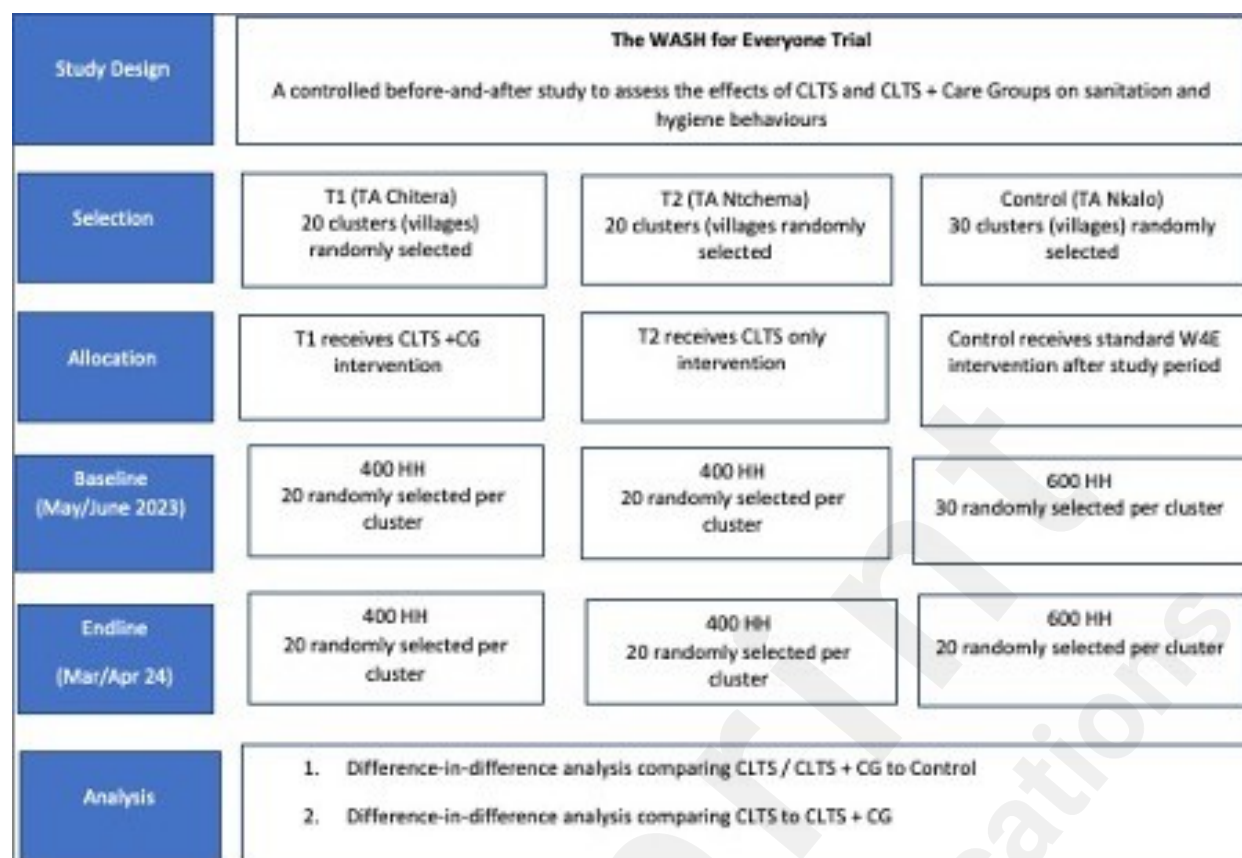 Study Design
The WASH for Everyone Trial
A controlled before-and-after study to assess the effects of CLTS and CLTS + Care Groups on sanitation and
hygiene behaviours
Selection
T1 (TA Chitera)
20 clusters (villages)
randomly selected
T2 (TA Ntchema)
20 clusters (villages randomly
selected
Control (TA Nkalo)
30 clusters (villages) randomly
selected
Allocation
T1 receives CLTS +CG
intervention
T2 receives CLTS only
intervention
Control receives standard W4E
intervention after study period
Baseline
(May/June 2023)
400 HH
20 randomly selected per
cluster
400 HH
20 randomly selected per
cluster
600 HH
30 randomly selected per cluster
Endline
(Mar/Apr 24)
400 HH
20 randomly selected per
cluster
400 HH
20 randomly selected per
cluster
600 HH
20 randomly selected per cluster
Analysis
1. Difference-in-difference analysis comparing CLTS / CLTS + CG to Control
2. Difference-in-difference analysis comparing CLTS to CLTS + CG